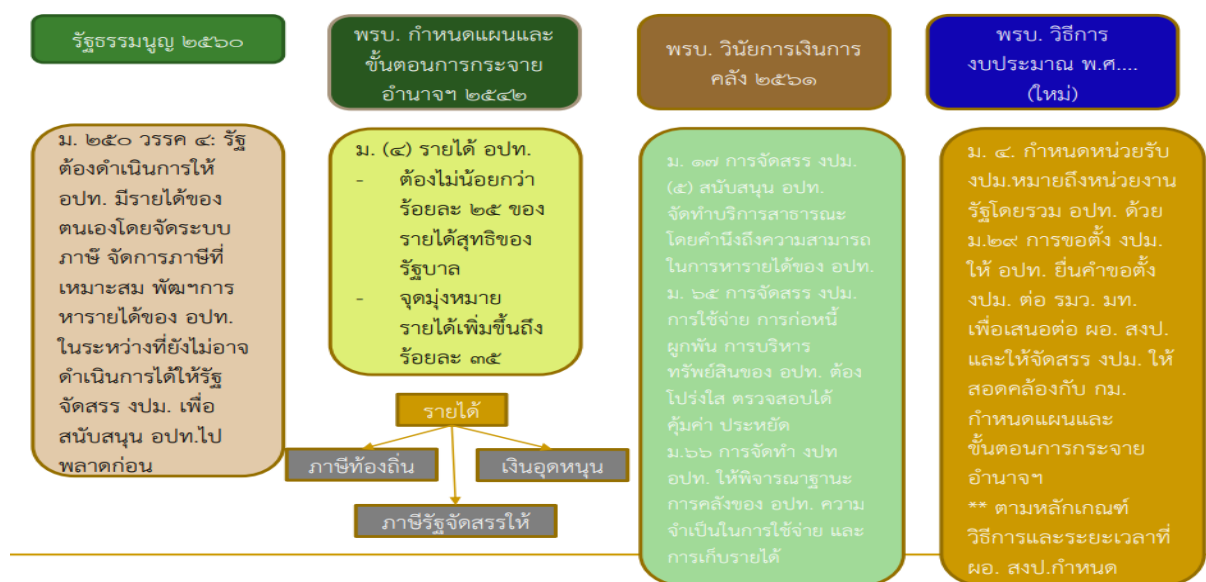 รัฐธรรมนูญ ๒๕๖๐
ม. ๒๕๐ วรรค ๔: รัฐ
ต้องดำเนินการให้
อปท. มีรายได้ของ
ตนเองโดยจัดระบบ
ภาษี จัดการภาษีที่
เหมาะสม พัฒฯการ
หารายได้ของ อปท.
ในระหว่างที่ยังไม่อาจ
ดำเนินการได้ให้รัฐ
จัดสรร งปม. เพื่อ
สนับสนุน อปท.ไป
พลาดก่อน
พรบ. กำหนดแผนและ
ขั้นตอนการกระจาย
อำนาจฯ ๒๕๔๒
ม. (๔) รายได้ อปท.
- ต้องไม่น้อยกว่า
ร้อยละ ๒๕ ของ
รายได้สุทธิของ
รัฐบาล
- จุดมุ่งหมาย
รายได้เพิ่มขึ้นถึง
ร้อยละ ๓๕
รายได้
ภาษีท้องถิ่น
เงินอุดหนุน
ภาษีรัฐจัดสรรให้
พรบ. วินัยการเงินการ
คลัง ๒๕๖๑
ม. ๑๗ การจัดสรร งปม.
(๕) สนับสนุน อปท.
จัดทำบริการสาธารณะ
โดยคำนึงถึงความสามารถ
ในการหารายได้ของ อปท.
ม. ๖๕ การจัดสรร งปม.
การใช้จ่าย การก่อหนี้
ผูกพัน การบริหาร
ทรัพย์สินของ อปท. ต้อง
โปร่งใส ตรวจสอบได้
คุ้มค่า ประหยัด
ม.๖๖ การจัดทำ งปท
อปท. ให้พิจารณาฐานะ
การคลังของ อปท. ความ
จำเป็นในการใช้จ่าย และ
การเก็บรายได้
พรบ. วิธีการ
งบประมาณ พ.ศ....
(ใหม่)
ม. ๔. กำหนดหน่วยรับ
งปม.หมายถึงหน่วยงาน
รัฐโดยรวม อปท. ด้วย
ม.๒๙ การขอตั้ง งปม.
ให้ อปท. ยื่นคำขอตั้ง
งปม. ต่อ รมว. มท.
เพื่อเสนอต่อ ผอ. สงป.
และให้จัดสรร งปม. ให้
สอดคล้องกับ กม.
กำหนดแผนและ
ขั้นตอนการกระจาย
อำนาจฯ
** ตามหลักเกณฑ์
วิธีการและระยะเวลาที่
ผอ. สงป.กำหนด